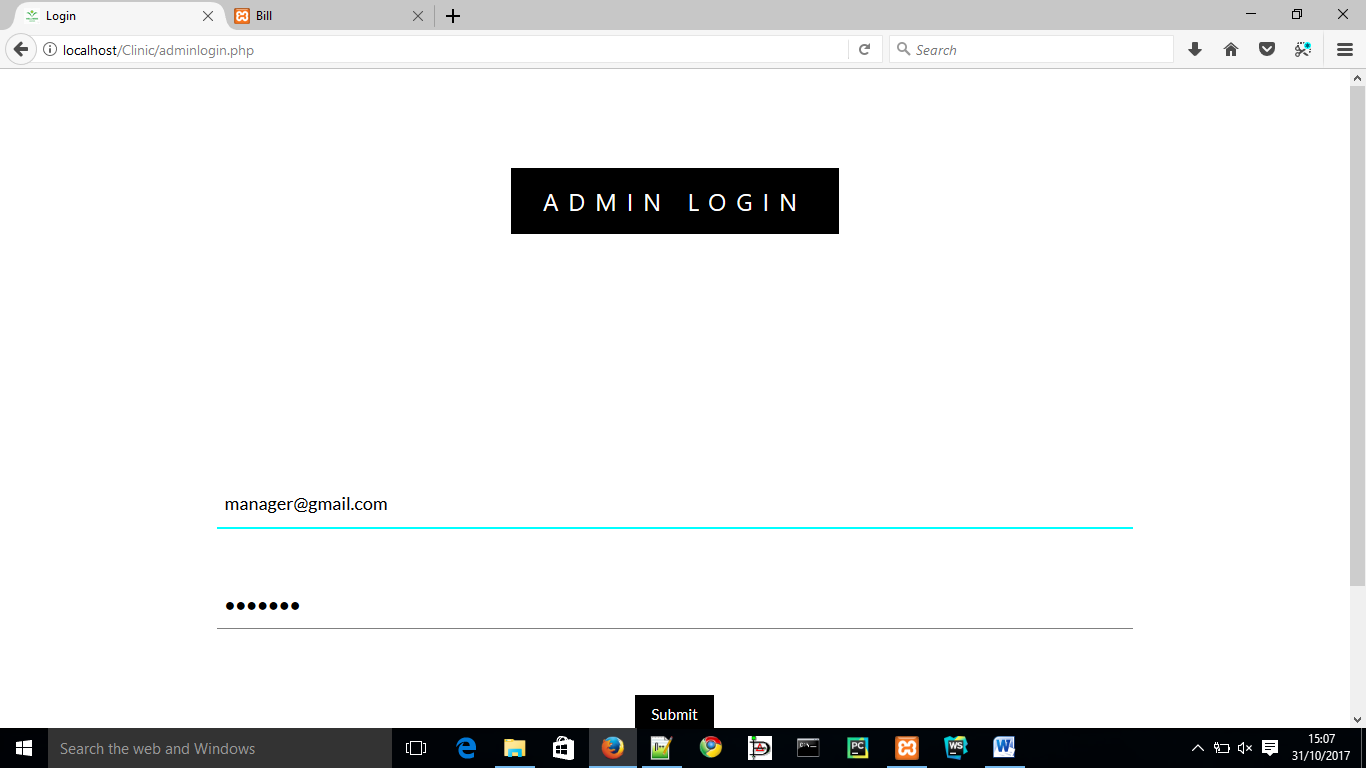 Login
Bill
localhost/Clinic/adminlogin.php
Search
ADMIN LOGIN
manager@gmail.com
•••••••
Submit
Search the web and Windows
15:07
31/10/2017